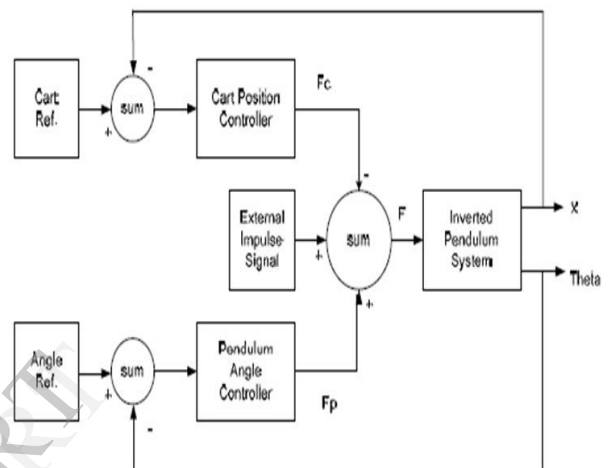 Cart
Ref.
-
+
sum
Cart Position
Controller
Fc
-
External
Impulse
Signal
+
sum
F
+
Inverted
Pendulum
System
X
Theta
Angle
Ref.
+
sum
-
Pendulum
Angle
Controller
Fp